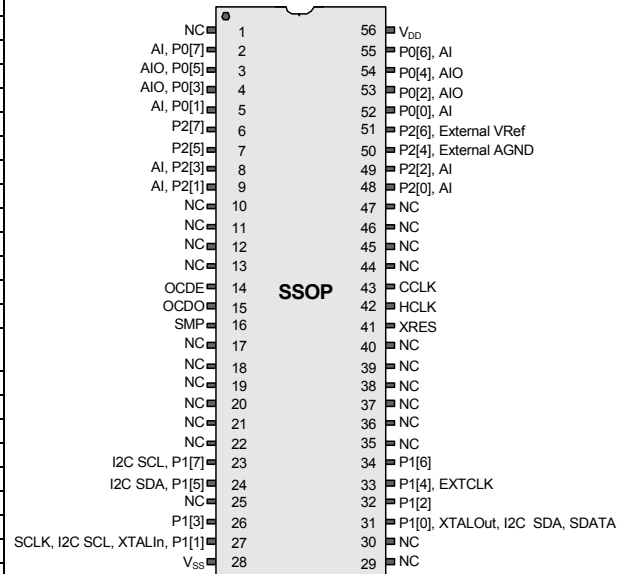 NC 1 56 VDD
AI, P0[7] 2 55 P0[6], AI
AIO, P0[5] 3 54 P0[4], AIO
AIO, P0[3] 4 53 P0[2], AIO
AI, P0[1] 5 52 P0[0], AI
P2[7] 6 51 P2[6], External VRef
P2[5] 7 50 P2[4], External AGND
AI, P2[3] 8 49 P2[2], AI
AI, P2[1] 9 48 P2[0], AI
NC 10 47 NC
NC 11 46 NC
NC 12 45 NC
NC 13 44 NC
OCDE 14 SSOP 43 CCLK
OCDO 15 42 HCLK
SMP 16 41 XRES
NC 17 40 NC
NC 18 39 NC
NC 19 38 NC
NC 20 37 NC
NC 21 36 NC
NC 22 35 NC
I2C SCL, P1[7] 23 34 P1[6]
I2C SDA, P1[5] 24 33 P1[4], EXTCLK
NC 25 32 P1[2]
P1[3] 26 31 P1[0], XTALOut, I2C SDA, SDATA
SCLK, I2C SCL, XTALIn, P1[1] 27 30 NC
VSS 28 29 NC